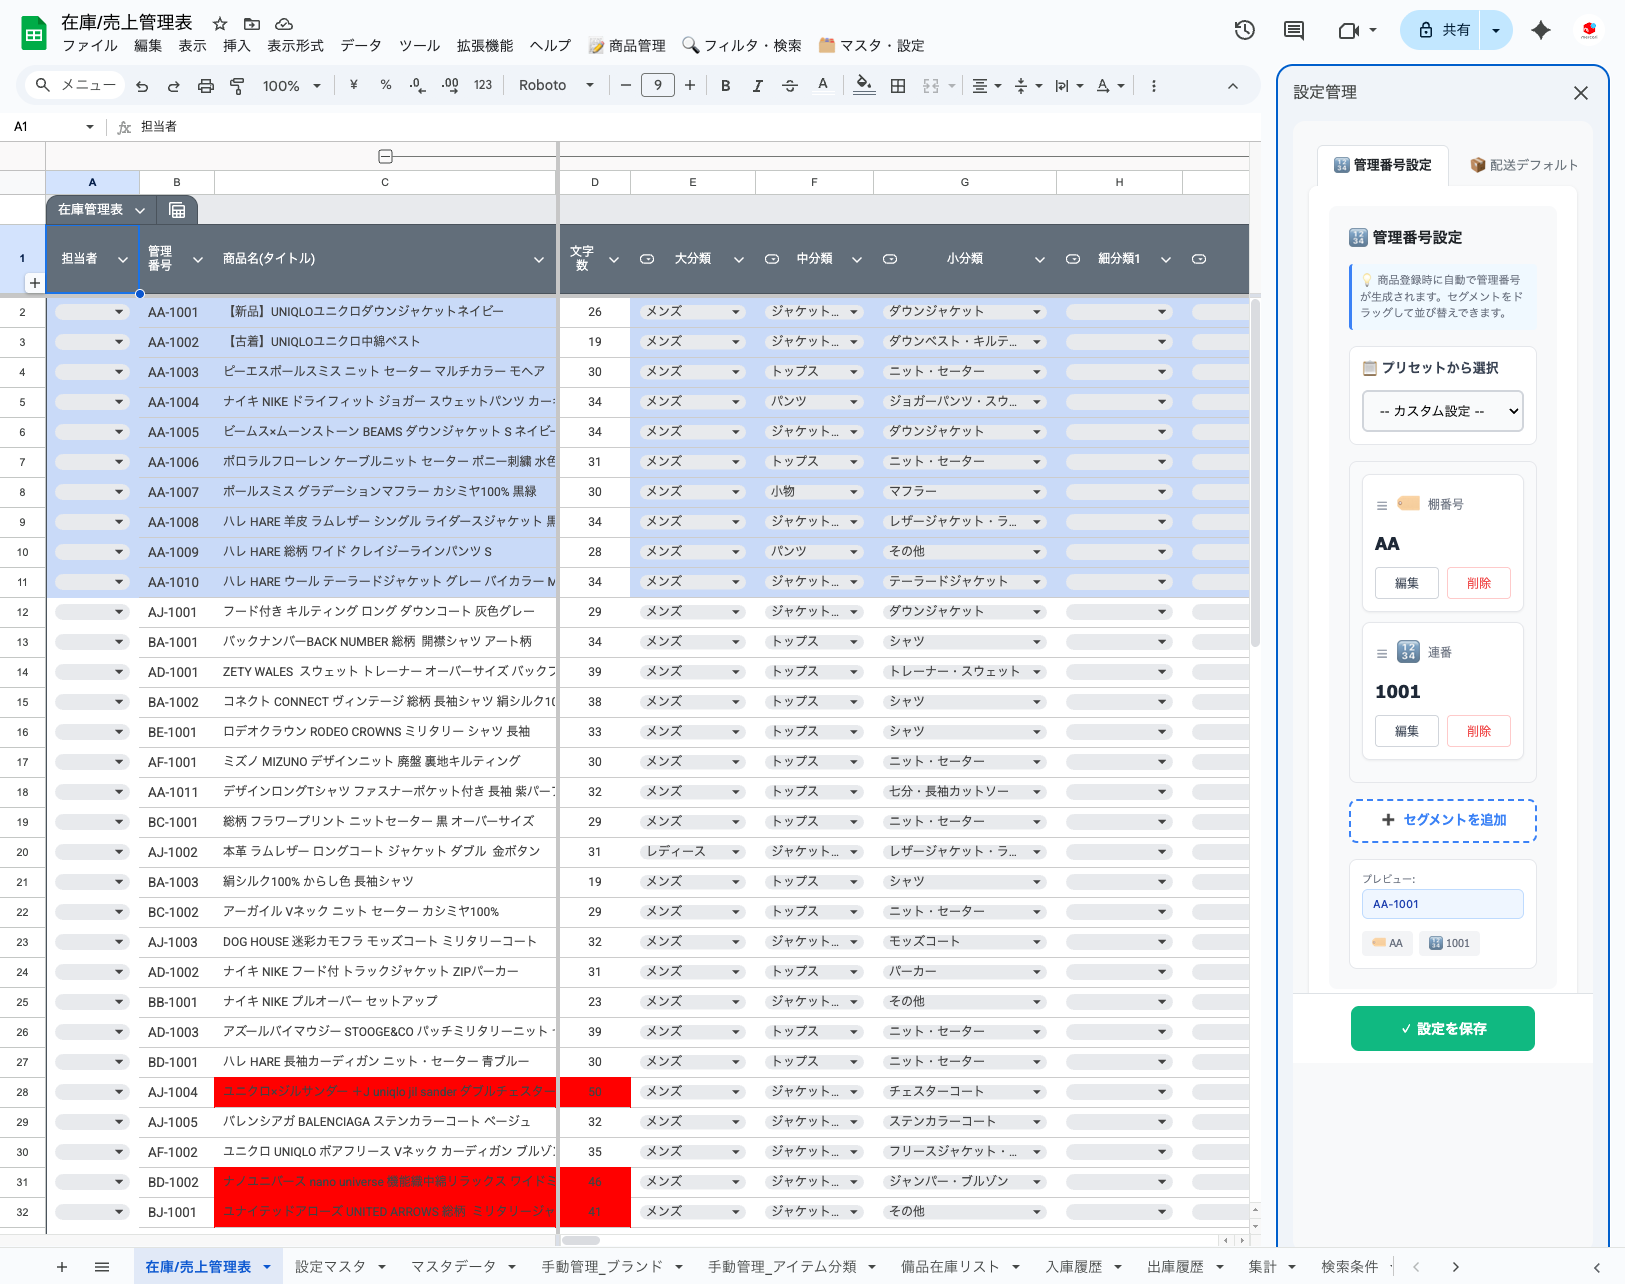 在庫/売上管理表
ファイル 編集 表示 挿入 表示形式 データ ツール 拡張機能 ヘルプ 📝商品管理 🔍フィルタ・検索 マスタ・設定
共有
メニュー 100% ¥ % .0 .00 123 Roboto 9 B I A
A1 fx 担当者
A B C D E F G H
在庫管理表
1 担当者 管理番号 商品名(タイトル) 文字数 大分類 中分類 小分類 細分類1
2 AA-1001 【新品】UNIQLOユニクロダウンジャケットネイビー 26 メンズ ジャケット... ダウンジャケット
3 AA-1002 【古着】UNIQLOユニクロ中綿ベスト 19 メンズ ジャケット... ダウンベスト・キルテ...
4 AA-1003 ピーエスポールスミス ニット セーター マルチカラー モヘア 30 メンズ トップス ニット・セーター
5 AA-1004 ナイキ NIKE ドライフィット ジョガー スウェットパンツ カー 34 メンズ パンツ ジョガーパンツ・スウ...
6 AA-1005 ビームス×ムーンストーン BEAMS ダウンジャケット S ネイビー 34 メンズ ジャケット... ダウンジャケット
7 AA-1006 ポロラルフローレン ケーブルニット セーター ポニー刺繍 水色 31 メンズ トップス ニット・セーター
8 AA-1007 ポールスミス グラデーションマフラー カシミヤ100% 黒緑 30 メンズ 小物 マフラー
9 AA-1008 ハレ HARE 羊皮 ラムレザー シングル ライダースジャケット 黒 34 メンズ ジャケット... レザージャケット・ラ...
10 AA-1009 ハレ HARE 総柄 ワイド クレイジーラインパンツ S 28 メンズ パンツ その他
11 AA-1010 ハレ HARE ウール テーラードジャケット グレー バイカラー M 34 メンズ ジャケット... テーラードジャケット
12 AJ-1001 フード付き キルティング ロング ダウンコート 灰色グレー 29 メンズ ジャケット... ダウンジャケット
13 BA-1001 バックナンバーBACK NUMBER 総柄 開襟シャツ アート柄 34 メンズ トップス シャツ
14 AD-1001 ZETY WALES スウェット トレーナー オーバーサイズ バックプ 39 メンズ トップス トレーナー・スウェット
15 BA-1002 コネクト CONNECT ヴィンテージ 総柄 長袖シャツ 絹シルク10 38 メンズ トップス シャツ
16 BE-1001 ロデオクラウン RODEO CROWNS ミリタリー シャツ 長袖 33 メンズ トップス シャツ
17 AF-1001 ミズノ MIZUNO デザインニット 廃盤 裏地キルティング 30 メンズ トップス ニット・セーター
18 AA-1011 デザインロングTシャツ ファスナーポケット付き 長袖 紫パープ 32 メンズ トップス 七分・長袖カットソー
19 BC-1001 総柄 フラワープリント ニットセーター 黒 オーバーサイズ 29 メンズ トップス ニット・セーター
20 AJ-1002 本革 ラムレザー ロングコート ジャケット ダブル 金ボタン 31 レディース ジャケット... レザージャケット・ラ...
21 BA-1003 絹シルク100% からし色 長袖シャツ 19 メンズ トップス シャツ
22 BC-1002 アーガイル Vネック ニット セーター カシミヤ100% 29 メンズ トップス ニット・セーター
23 AJ-1003 DOG HOUSE 迷彩カモフラ モッズコート ミリタリーコート 32 メンズ ジャケット... モッズコート
24 AD-1002 ナイキ NIKE フード付 トラックジャケット ZIPパーカー 31 メンズ トップス パーカー
25 BB-1001 ナイキ NIKE プルオーバー セットアップ 23 メンズ ジャケット... その他
26 AD-1003 アズールバイマウジー STOOGE&CO パッチミリタリーニット 39 メンズ トップス ニット・セーター
27 BD-1001 ハレ HARE 長袖カーディガン ニット・セーター 青ブルー 30 メンズ トップス ニット・セーター
28 AJ-1004 ユニクロ×ジルサンダー +J uniqlo jil sander ダブルチェスター 50 メンズ ジャケット... チェスターコート
29 AJ-1005 バレンシアガ BALENCIAGA ステンカラーコート ベージュ 32 メンズ ジャケット... ステンカラーコート
30 AF-1002 ユニクロ UNIQLO ボアフリース Vネック カーディガン ブルゾン 35 メンズ ジャケット... フリースジャケット・...
31 BD-1002 ナノユニバース nano universe リラックス ワイド 46 メンズ ジャケット... ジャンパー・ブルゾン
32 BJ-1001 ユナイテッドアローズ UNITED ARROWS 総柄 ミリタリージャ 41 メンズ ジャケット... その他
在庫/売上管理表 設定マスタ マスタデータ 手動管理_ブランド 手動管理_アイテム分類 備品在庫リスト 入庫履歴 出庫履歴 集計 検索条件
設定管理
管理番号設定 配送デフォルト
管理番号設定
💡 商品登録時に自動で管理番号
が生成されます。セグメントをド
ラッグして並び替えできます。
プリセットから選択
-- カスタム設定 --
棚番号
AA
編集 削除
連番
1001
編集 削除
+ セグメントを追加
プレビュー:
AA-1001
AA 1001
✓ 設定を保存